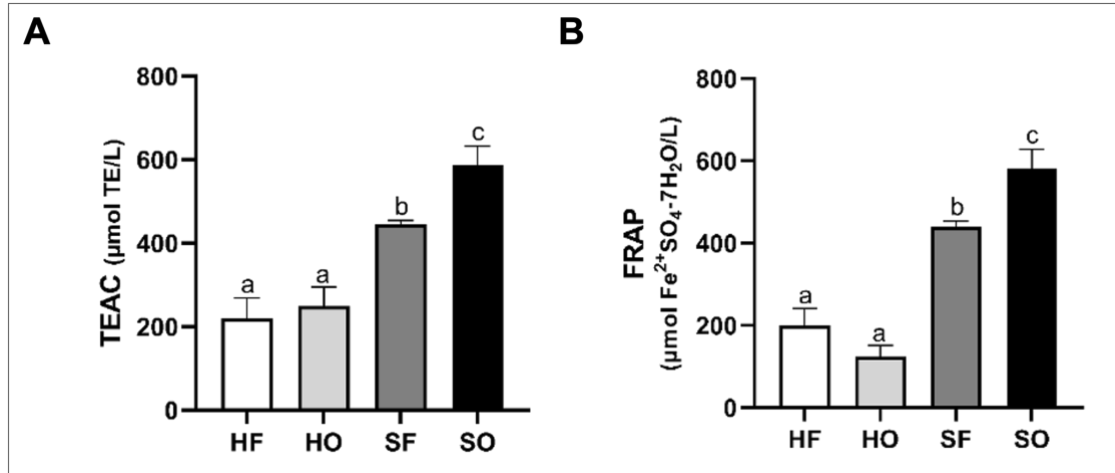 A
TEAC (µmol TE/L)
800
600
400
200
0
a
a
b
c
HF
HO
SF
SO
B
FRAP
(µmol Fe²⁺SO₄-7H₂O/L)
800
600
400
200
0
a
a
b
c
HF
HO
SF
SO